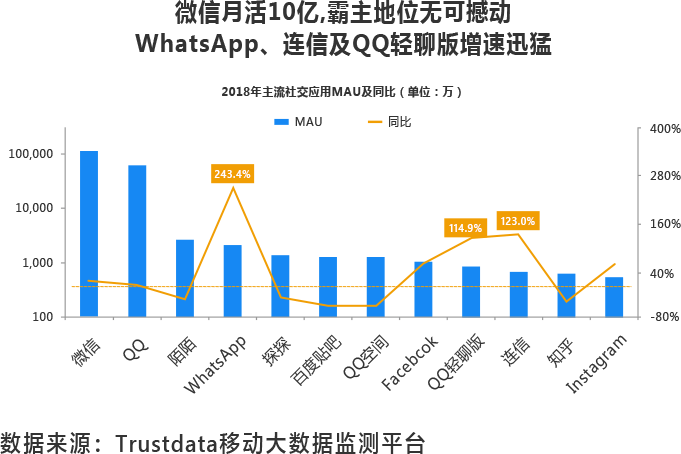 微信月活10亿,霸主地位无可撼动
WhatsApp、连信及QQ轻聊版增速迅猛
2018年主流社交应用MAU及同比（单位：万）
MAU 同比
100,000
10,000
1,000
100
400%
280%
160%
40%
-80%
243.4%
114.9%
123.0%
微信
QQ
陌陌
WhatsApp
探探
百度贴吧
QQ空间
Facebcok
QQ轻聊版
连信
知乎
Instagram
数据来源：Trustdata移动大数据监测平台